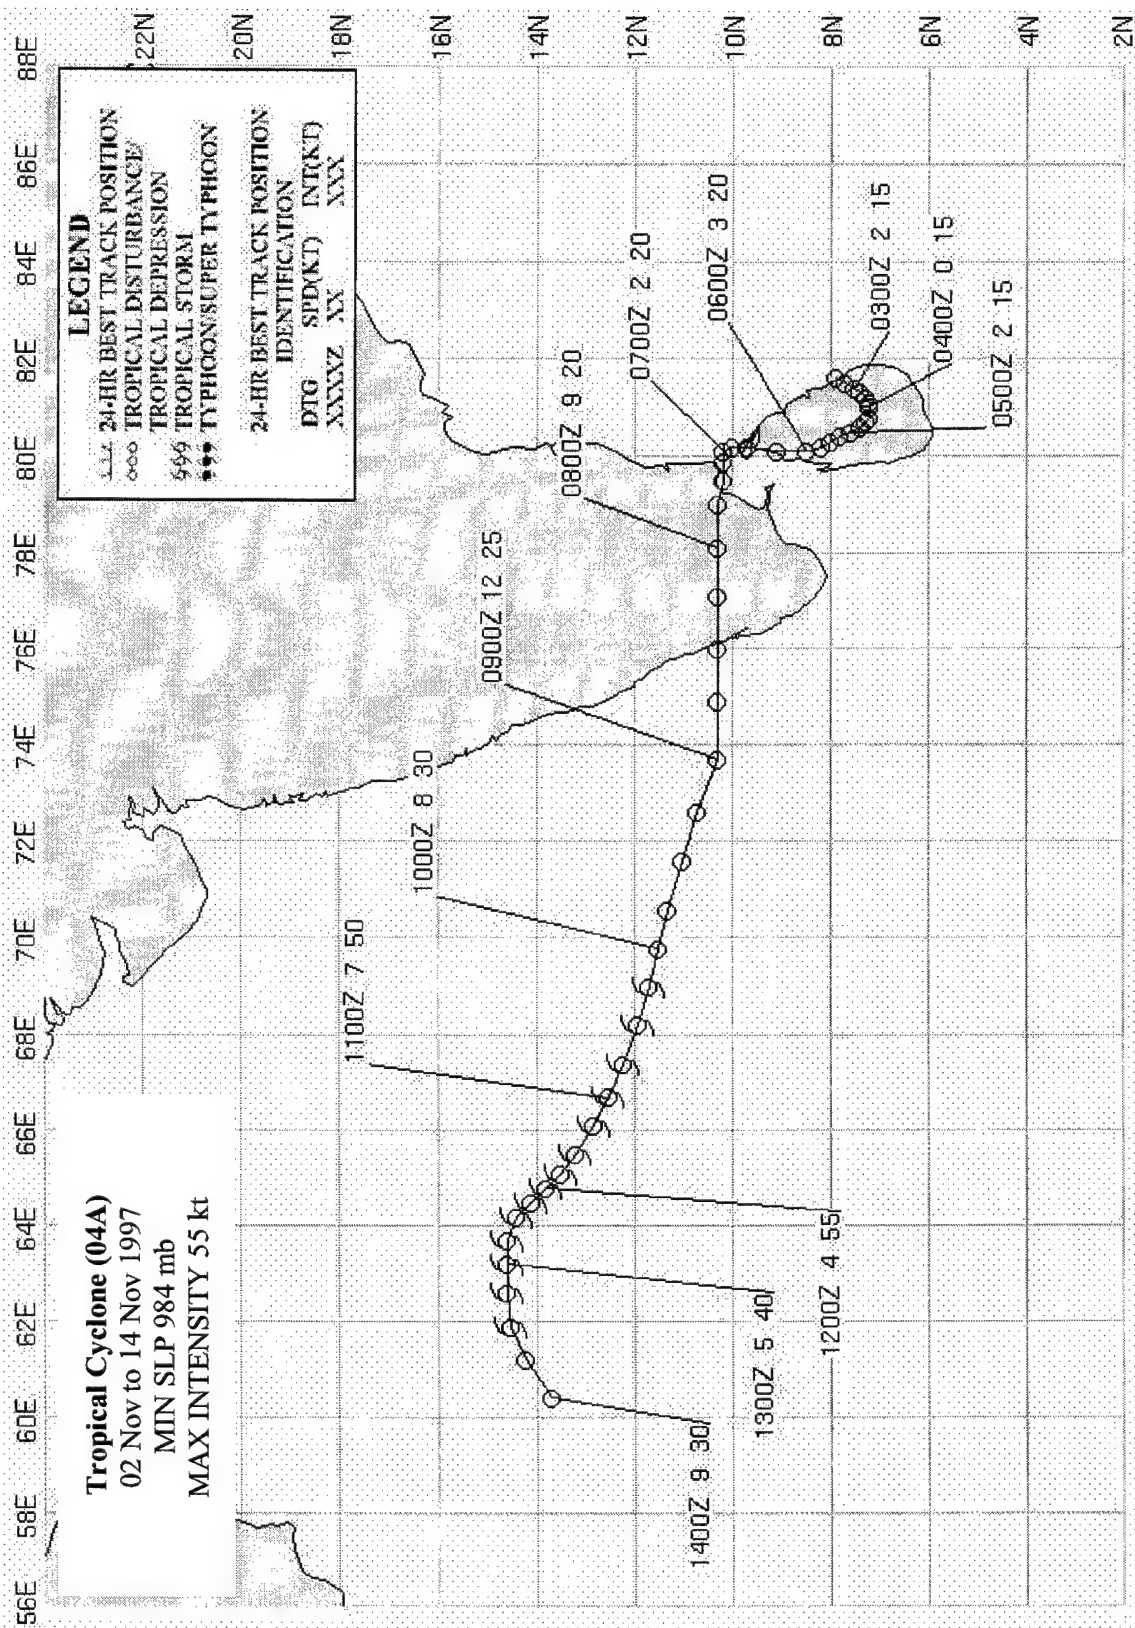 Tropical Cyclone (04A)
02 Nov to 14 Nov 1997
MIN SLP 984 mb
MAX INTENSITY 55 kt
LEGEND
24-HR BEST TRACK POSITION
TROPICAL DISTURBANCE/
TROPICAL DEPRESSION
TROPICAL STORM
TYPHOON/SUPER TYPHOON
24-HR BEST TRACK POSITION
IDENTIFICATION
DTG SPD(KT) INT(KT)
XXXXZ XX XXX
56E 58E 60E 62E 64E 66E 68E 70E 72E 74E 76E 78E 80E 82E 84E 86E 88E
22N
20N
18N
16N
14N
12N
10N
8N
6N
4N
2N
1100Z 7 50
1000Z 8 30
0900Z 12 25
0800Z 9 20
0700Z 2 20
0600Z 3 20
0300Z 2 15
0400Z 0 15
0500Z 2 15
1400Z 9 30
1300Z 5 40
1200Z 4 55